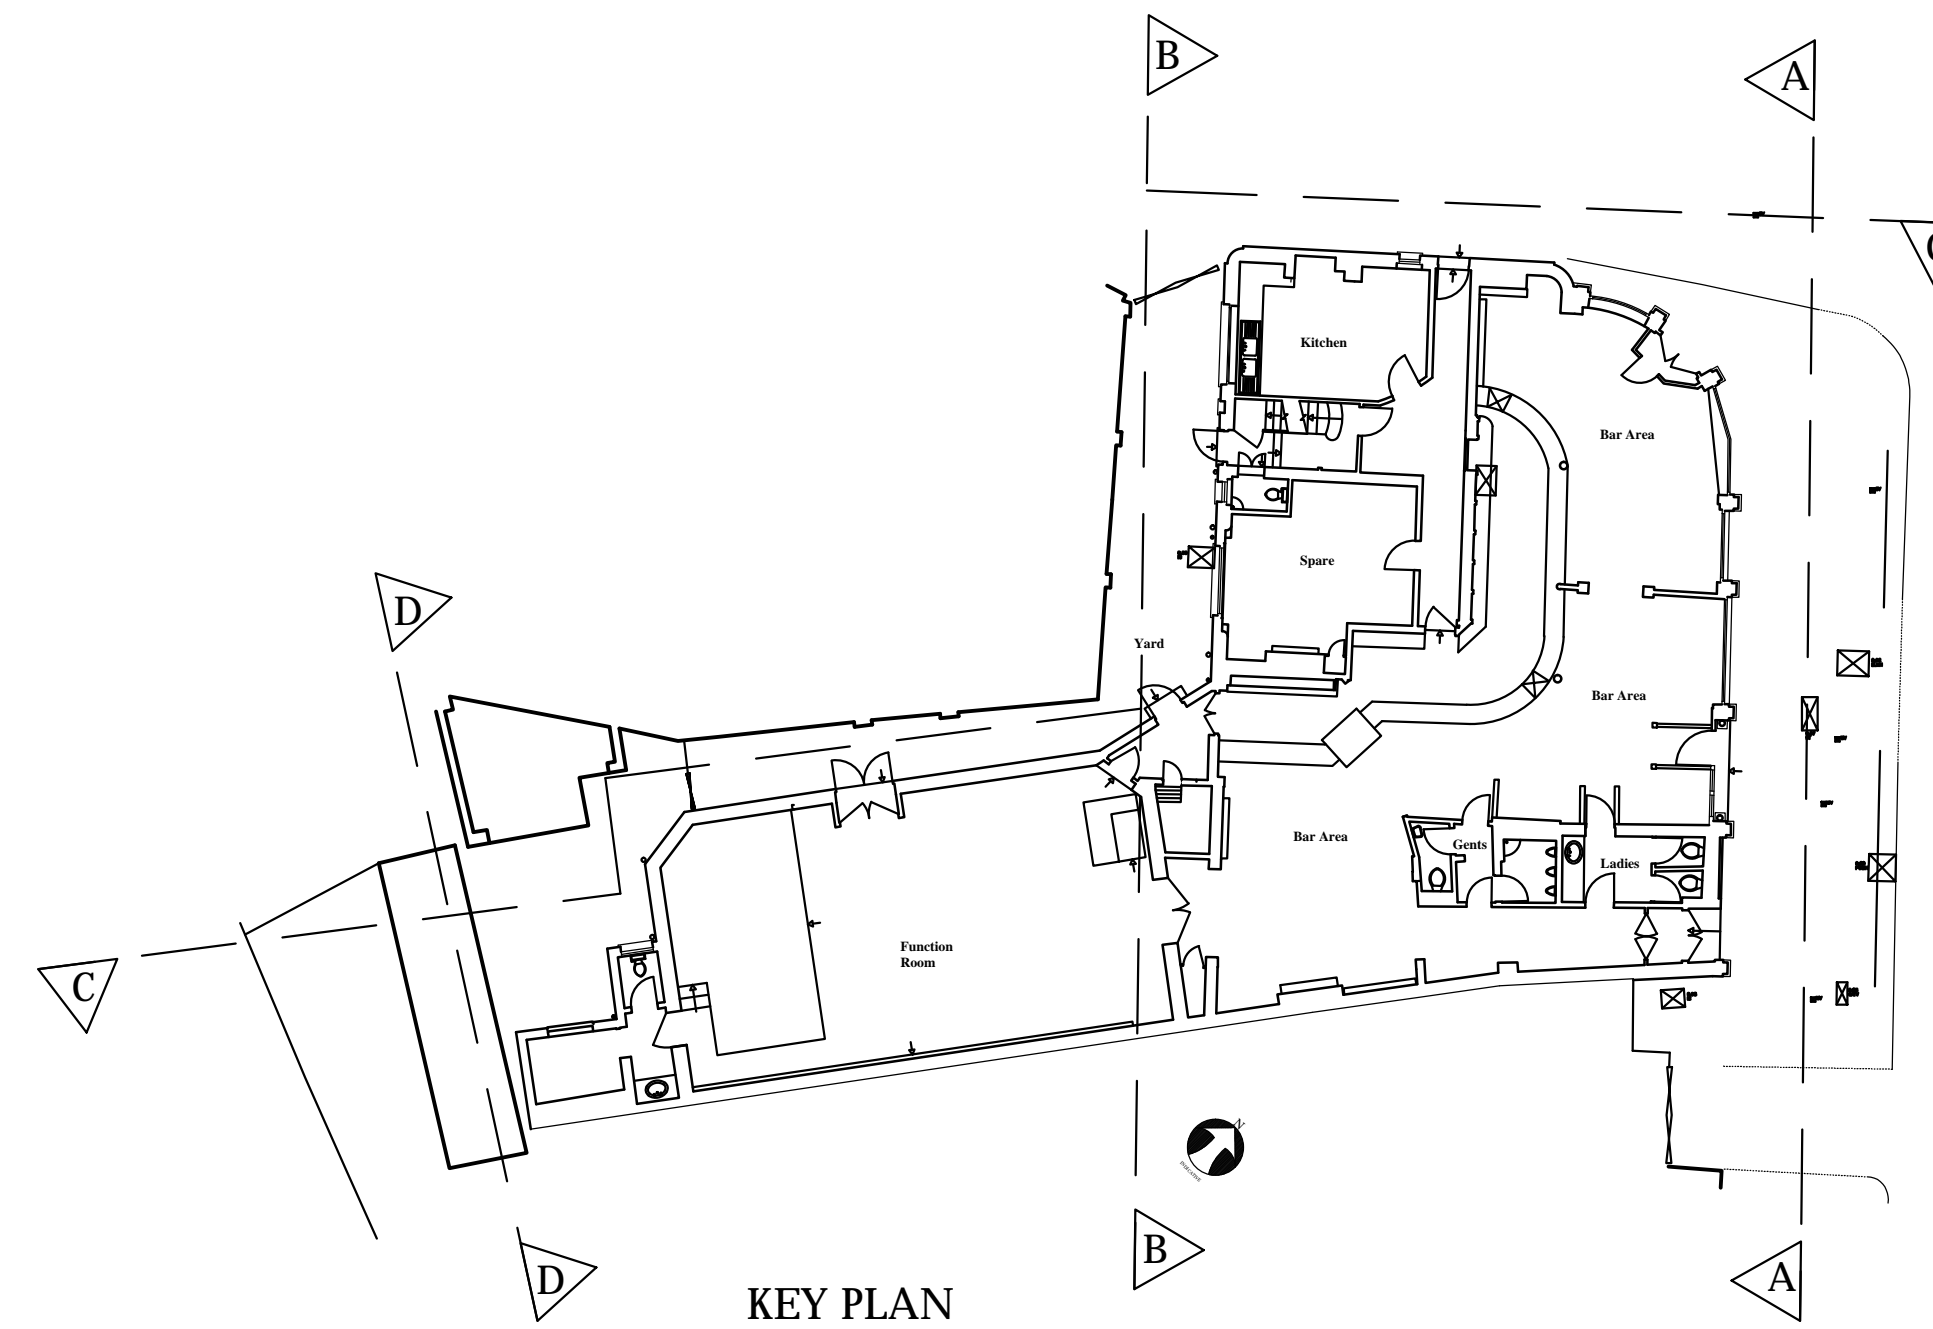 B
A
Kitchen
Bar Area
Spare
D
Yard
Bar Area
Bar Area
Gents
Ladies
Function
Room
C
N
B
D
A
KEY PLAN